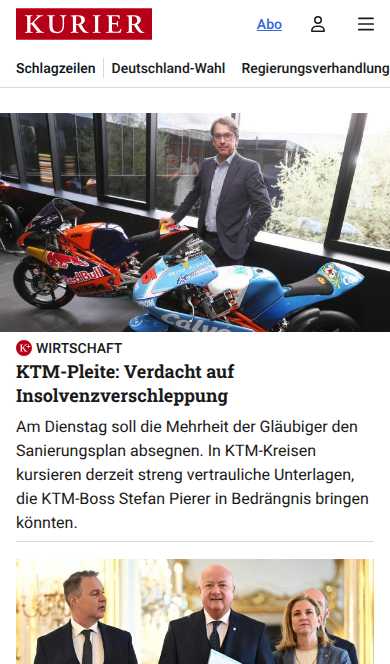 KURIER
Abo
Schlagzeilen
Deutschland-Wahl
Regierungsverhandlung
Red Bull
K+ WIRTSCHAFT
KTM-Pleite: Verdacht auf
Insolvenzverschleppung
Am Dienstag soll die Mehrheit der Gläubiger den
Sanierungsplan absegnen. In KTM-Kreisen
kursieren derzeit streng vertrauliche Unterlagen,
die KTM-Boss Stefan Pierer in Bedrängnis bringen
könnten.